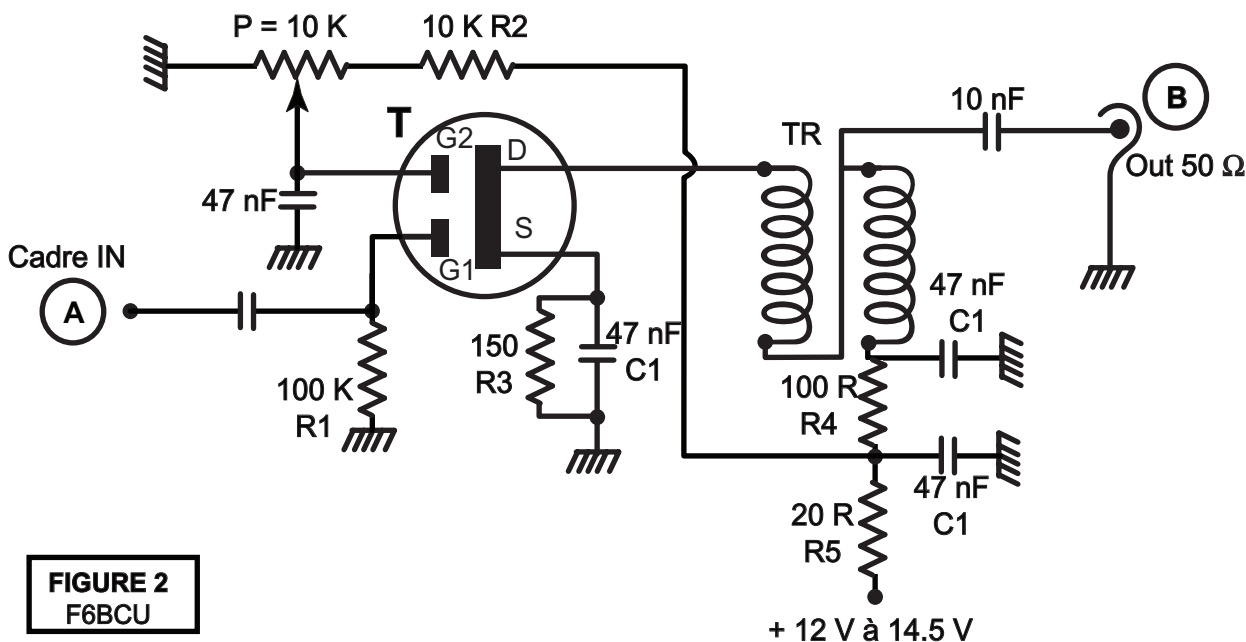 P = 10 K
10 K R2
T
G2
D
47 nF
G1
S
TR
10 nF
B
Out 50 Ω
Cadre IN
A
100 K
R1
150
R3
47 nF
C1
47 nF
C1
100 R
R4
47 nF
C1
20 R
R5
+ 12 V à 14.5 V
FIGURE 2
F6BCU